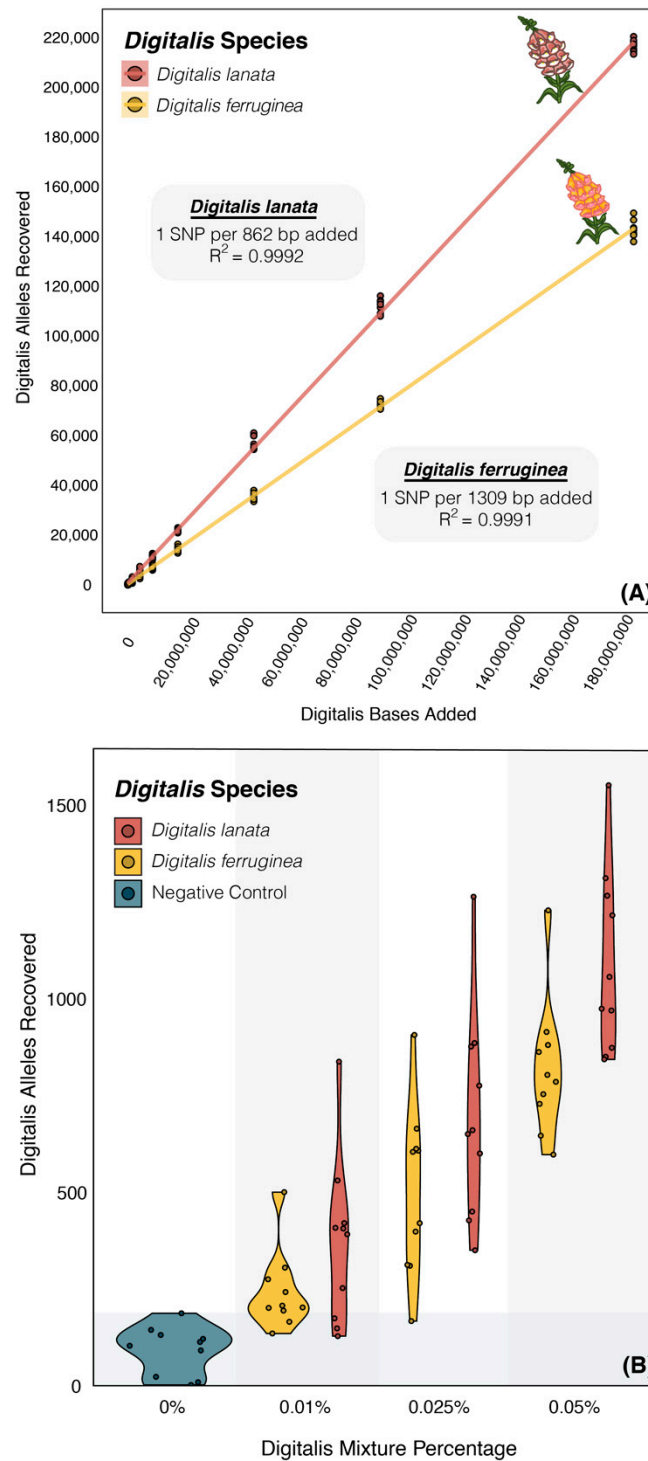 220,000
200,000
180,000
160,000
140,000
120,000
100,000
80,000
60,000
40,000
20,000
0
Digitalis Alleles Recovered
Digitalis Species
Digitalis lanata
Digitalis ferruginea
Digitalis lanata
1 SNP per 862 bp added
R² = 0.9992
Digitalis ferruginea
1 SNP per 1309 bp added
R² = 0.9991
(A)
0
20,000,000
40,000,000
60,000,000
80,000,000
100,000,000
120,000,000
140,000,000
160,000,000
180,000,000
Digitalis Bases Added
1500
1000
500
0
Digitalis Alleles Recovered
Digitalis Species
Digitalis lanata
Digitalis ferruginea
Negative Control
(B)
0%
0.01%
0.025%
0.05%
Digitalis Mixture Percentage